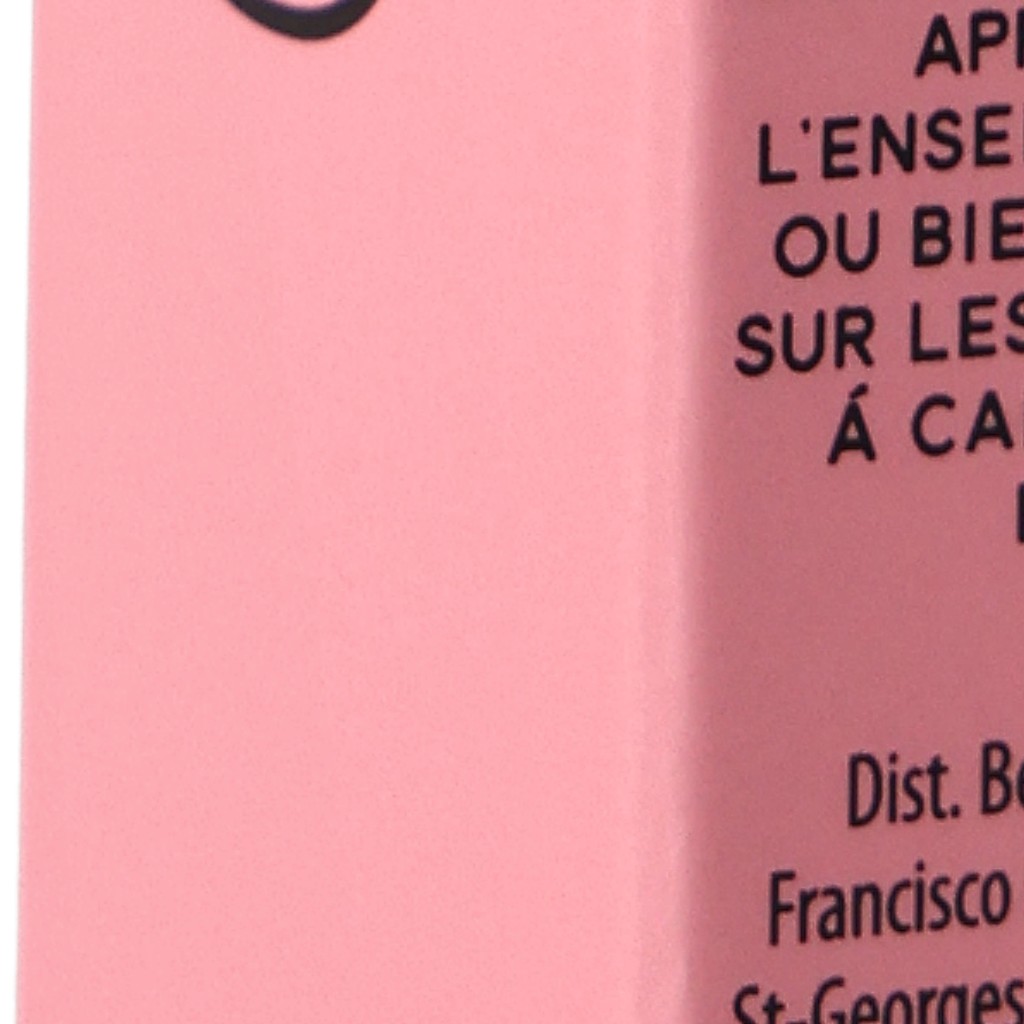 API
L'ENSE
OU BIE
SUR LES
Á CA
Dist. Be
Francisco
St-Georges